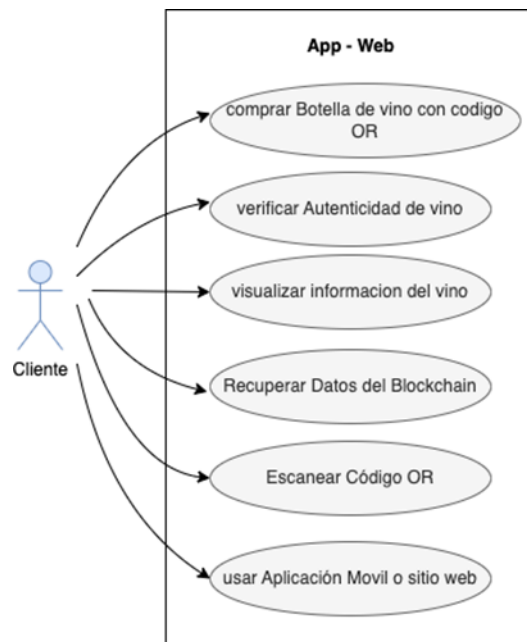 App - Web
comprar Botella de vino con codigo
OR
verificar Autenticidad de vino
visualizar informacion del vino
Cliente
Recuperar Datos del Blockchain
Escanear Código OR
usar Aplicación Movil o sitio web